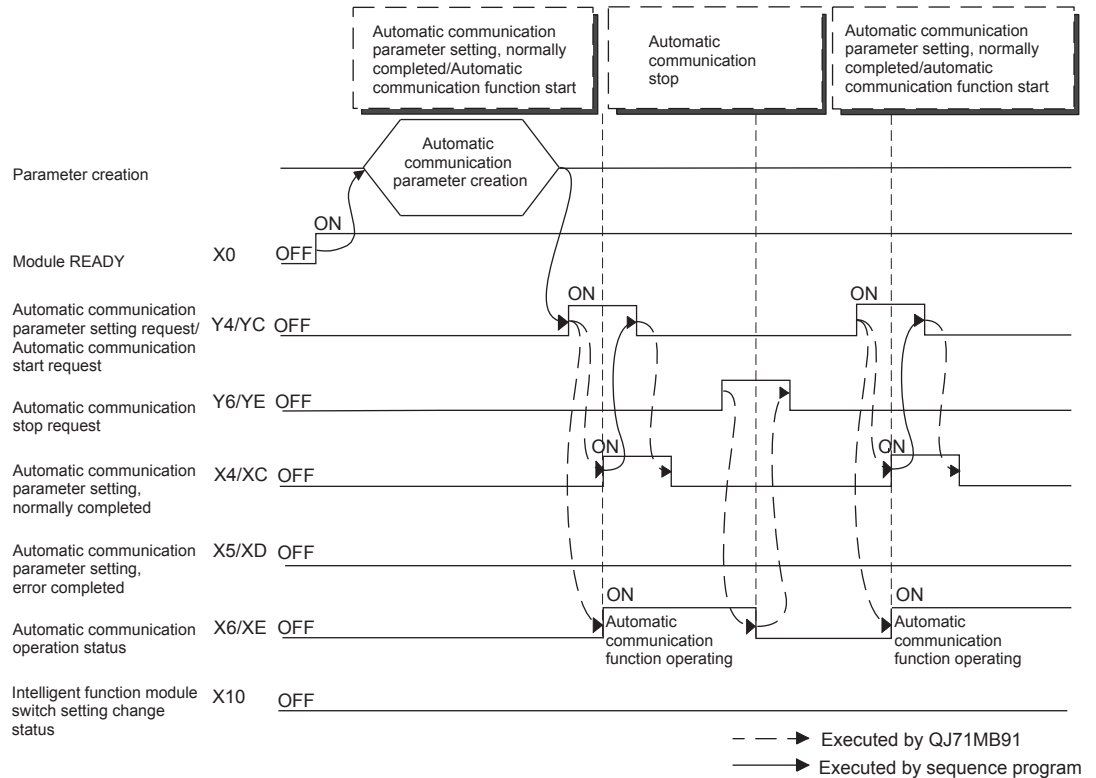 Automatic communication
parameter setting, normally
completed/Automatic
communication function start
Automatic
communication
stop
Automatic communication
parameter setting, normally
completed/automatic
communication function start
Parameter creation
Automatic
communication
parameter creation
Module READY X0 OFF ON
Automatic communication
parameter setting request/
Automatic communication
start request
Y4/YC OFF ON ON
Automatic communication
stop request
Y6/YE OFF
Automatic communication
parameter setting,
normally completed
X4/XC OFF ON ON
Automatic communication
parameter setting,
error completed
X5/XD OFF
Automatic communication
operation status
X6/XE OFF ON ON
Automatic
communication
function operating
Automatic
communication
function operating
Intelligent function module
switch setting change
status
X10 OFF
Executed by QJ71MB91
Executed by sequence program